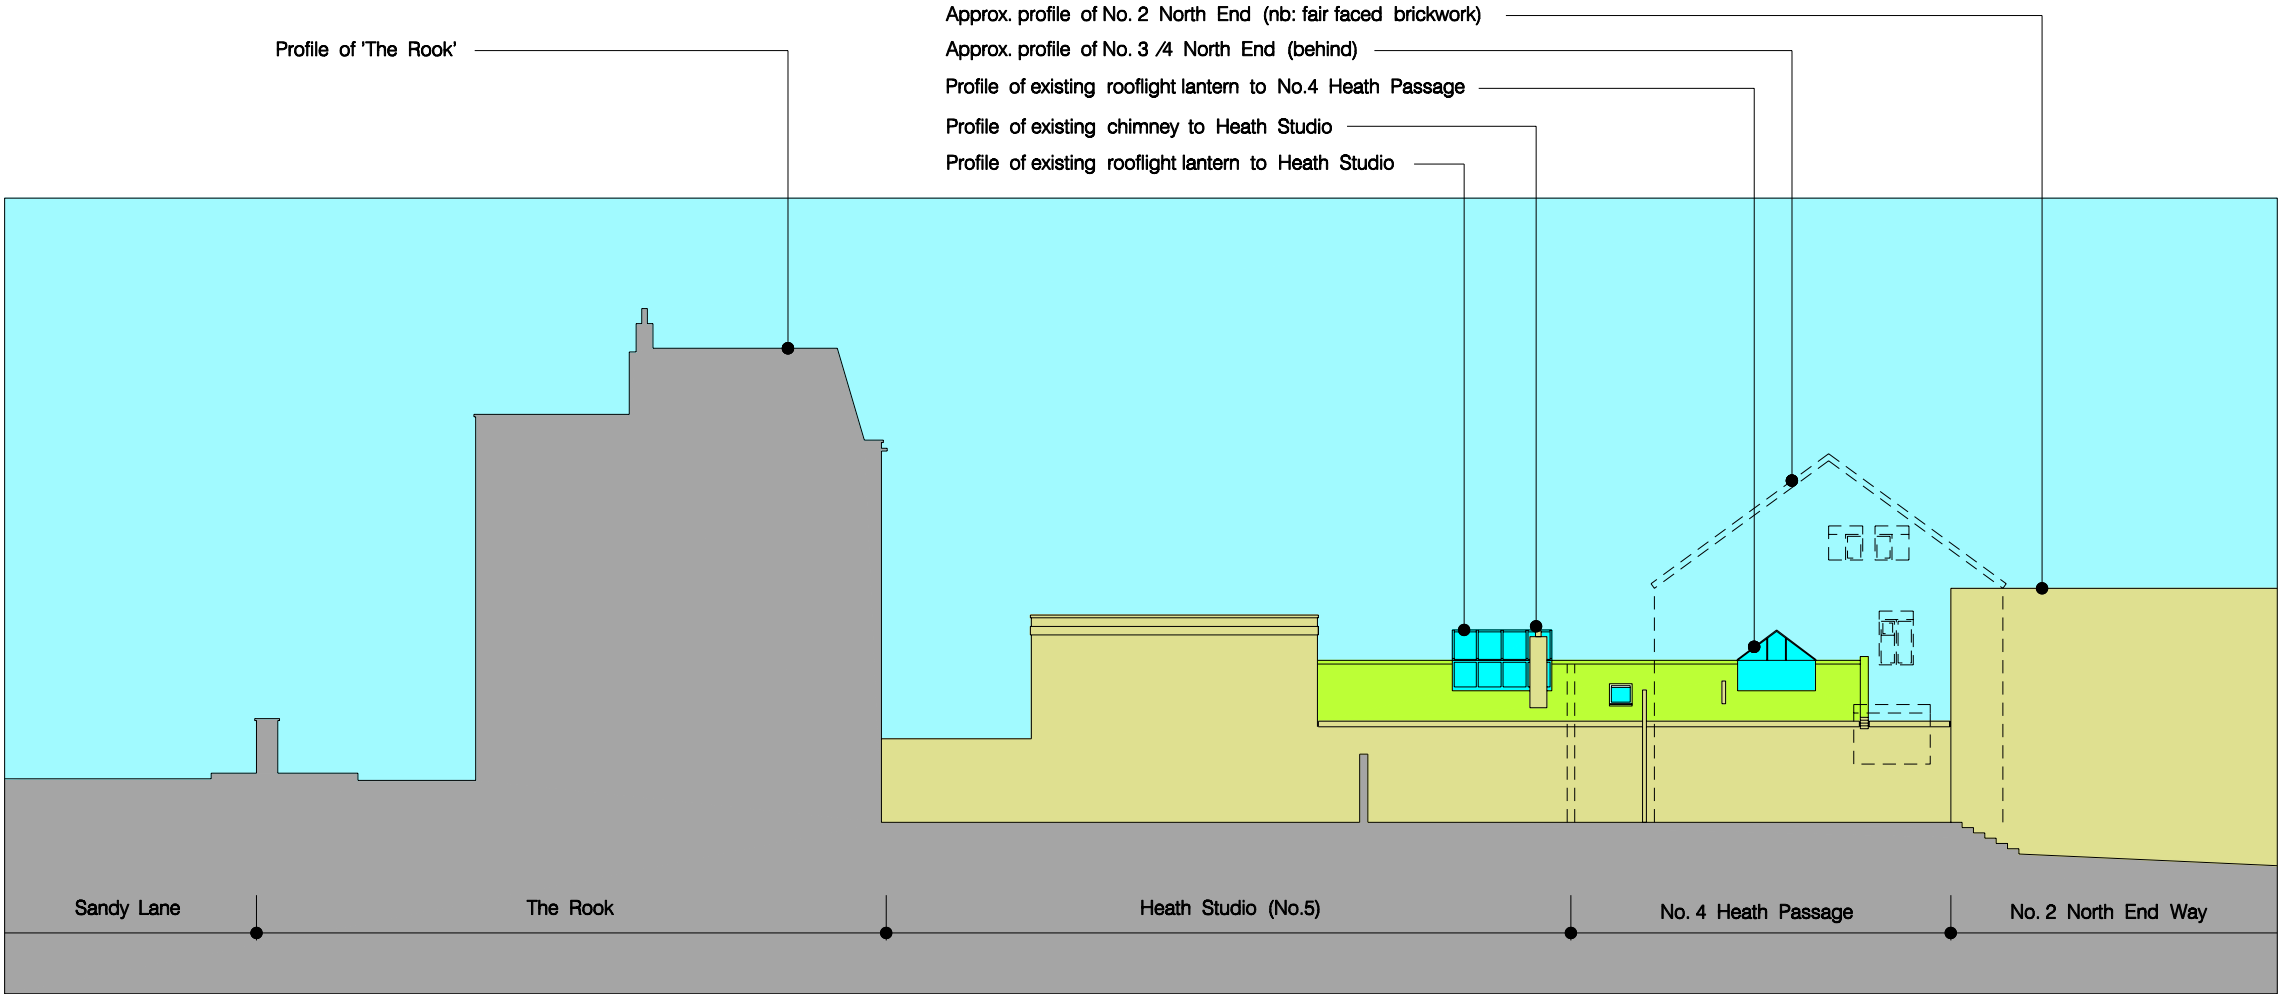 Approx. profile of No. 2 North End (nb: fair faced brickwork)
Profile of 'The Rook'
Approx. profile of No. 3 /4 North End (behind)
Profile of existing rooflight lantern to No.4 Heath Passage
Profile of existing chimney to Heath Studio
Profile of existing rooflight lantern to Heath Studio
Sandy Lane
The Rook
Heath Studio (No.5)
No. 4 Heath Passage
No. 2 North End Way